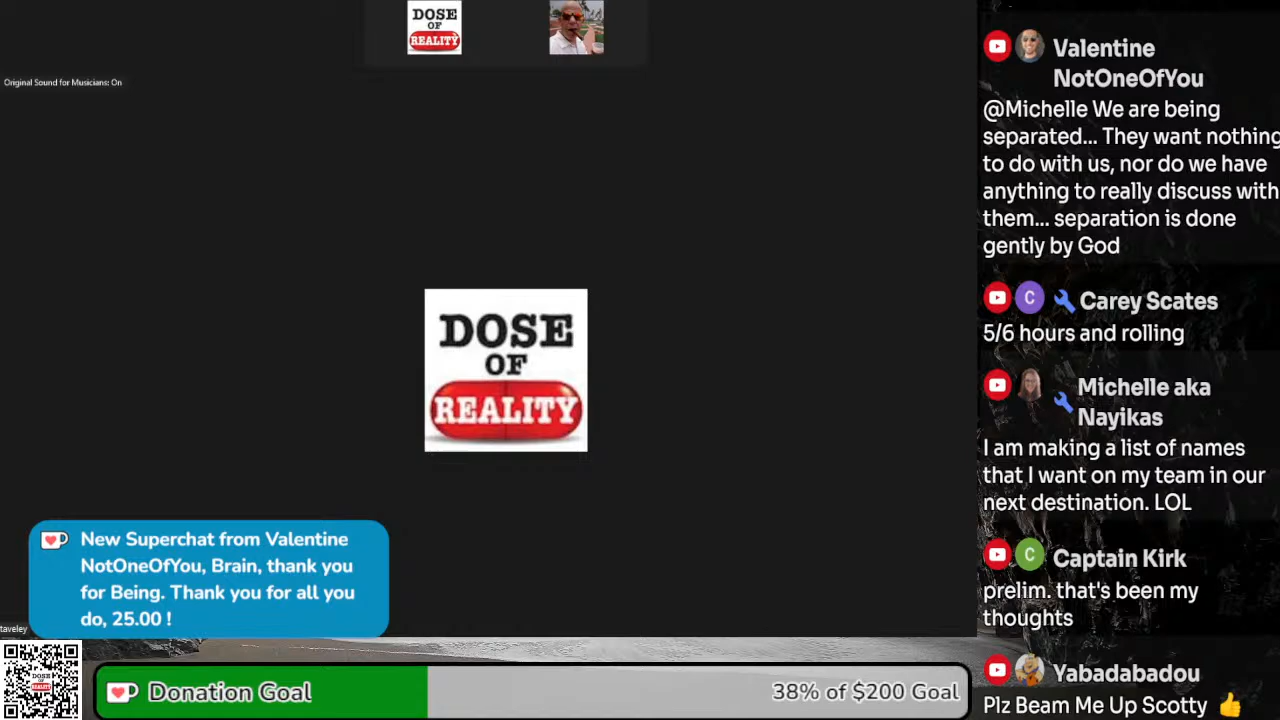 DOSE
OF
REALITY
Original Sound for Musicians: On
DOSE
OF
REALITY
New Superchat from Valentine
NotOneOfYou, Brain, thank you
for Being. Thank you for all you
do, 25.00 !
taveley
DOSE
OF
REALITY
Donation Goal
38% of $200 Goal
Valentine
NotOneOfYou
@Michelle We are being
separated... They want nothing
to do with us, nor do we have
anything to really discuss with
them... separation is done
gently by God
C
Carey Scates
5/6 hours and rolling
Michelle aka
Nayikas
I am making a list of names
that I want on my team in our
next destination. LOL
C
Captain Kirk
prelim. that's been my
thoughts
Yabadabadou
Plz Beam Me Up Scotty 👍